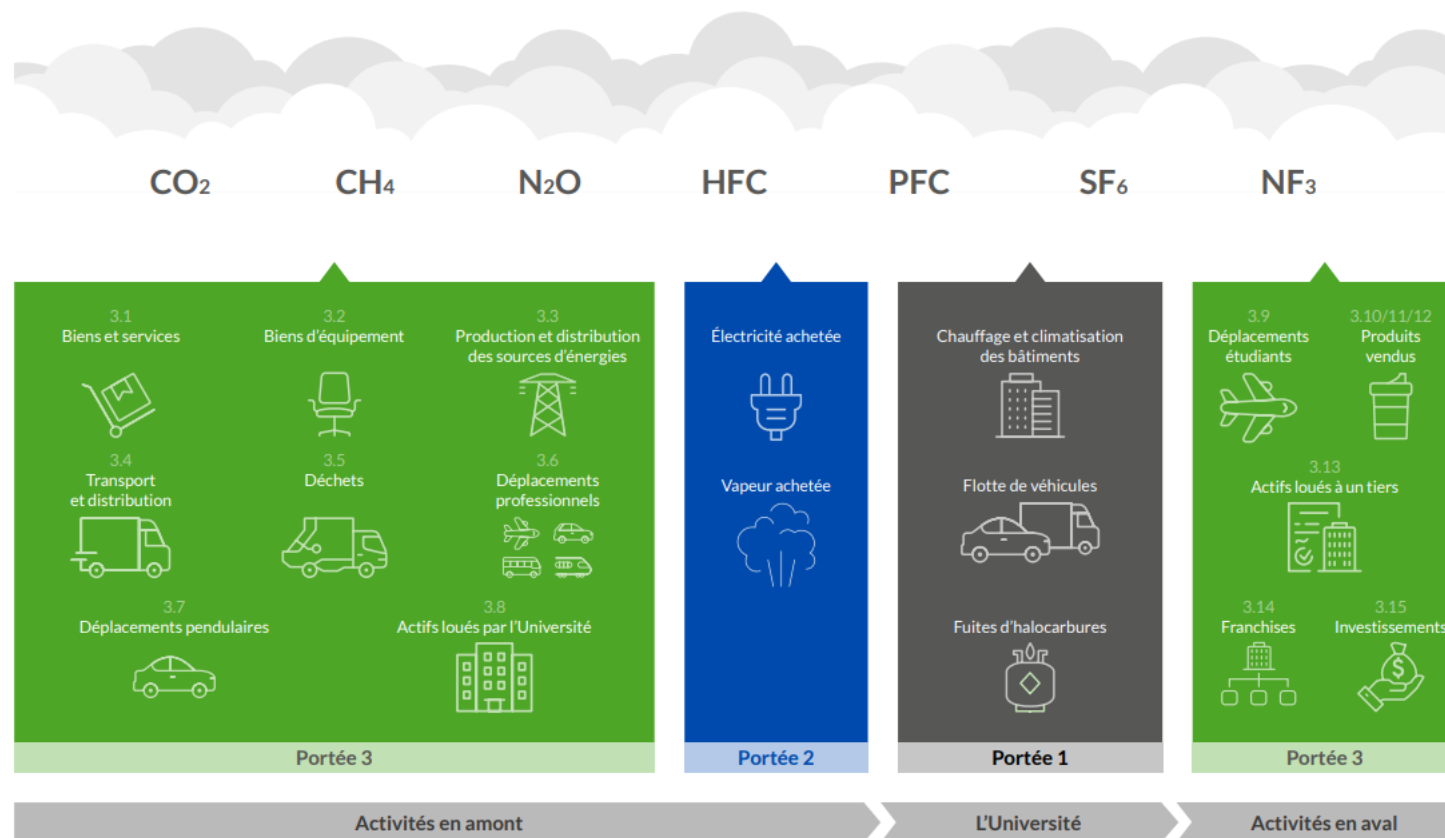 CO₂ CH₄ N₂O HFC PFC SF₆ NF₃
3.1
Biens et services
3.2
Biens d'équipement
3.3
Production et distribution
des sources d'énergies
3.4
Transport
et distribution
3.5
Déchets
3.6
Déplacements
professionnels
3.7
Déplacements pendulaires
3.8
Actifs loués par l'Université
Portée 3
Électricité achetée
Vapeur achetée
Portée 2
Chauffage et climatisation
des bâtiments
Flotte de véhicules
Fuites d'halocarbures
Portée 1
3.9
Déplacements
étudiants
3.10/11/12
Produits
vendus
3.13
Actifs loués à un tiers
3.14
Franchises
3.15
Investissements
$
Portée 3
Activités en amont
L'Université
Activités en aval